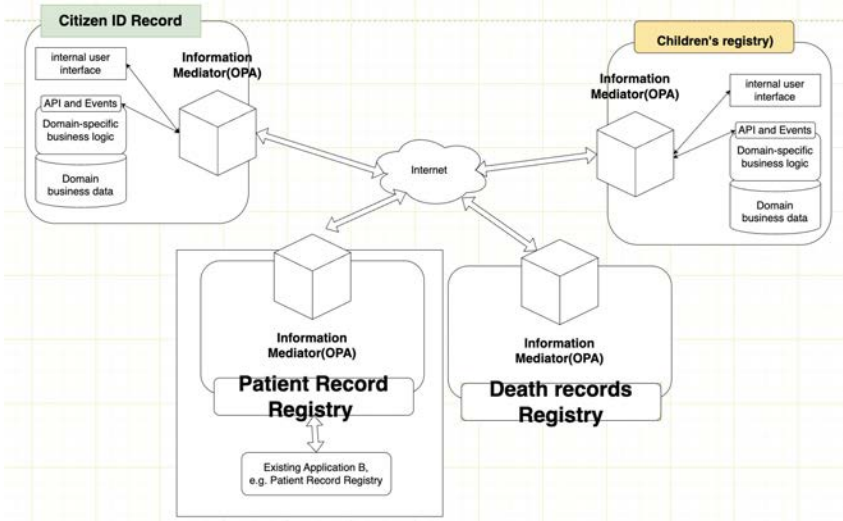 Citizen ID Record
Information
Mediator(OPA)
internal user
interface
API and Events
Domain-specific
business logic
Domain
business data
Internet
Children's registry)
Information
Mediator(OPA)
internal user
interface
API and Events
Domain-specific
business logic
Domain
business data
Information
Mediator(OPA)
Patient Record
Registry
Existing Application B,
e.g. Patient Record Registry
Information
Mediator(OPA)
Death records
Registry